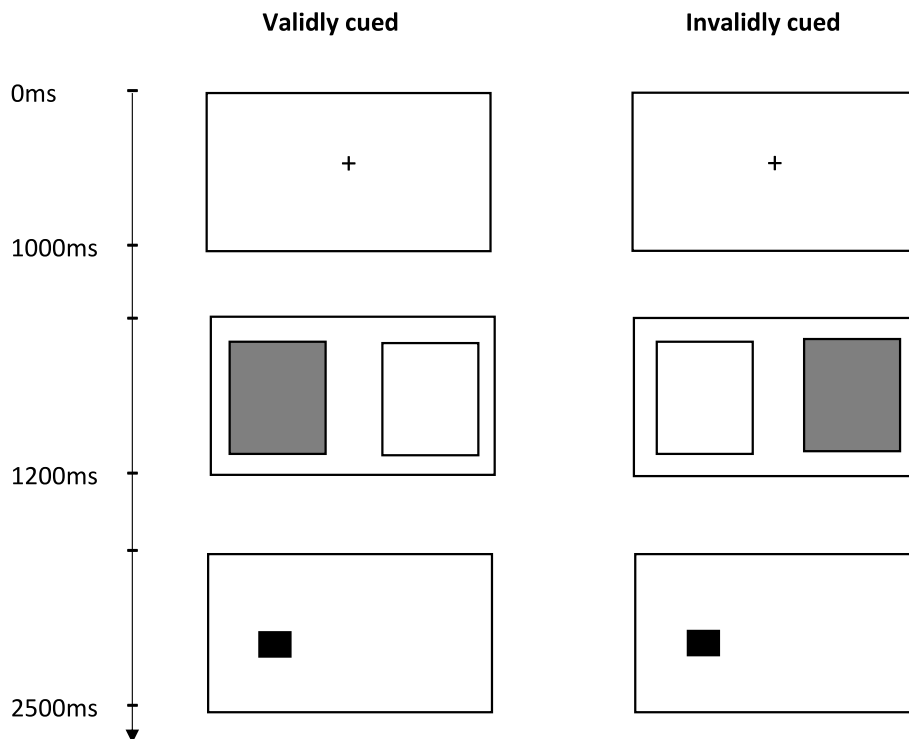 Validly cued
Invalidly cued
0ms
+
+
1000ms
1200ms
2500ms